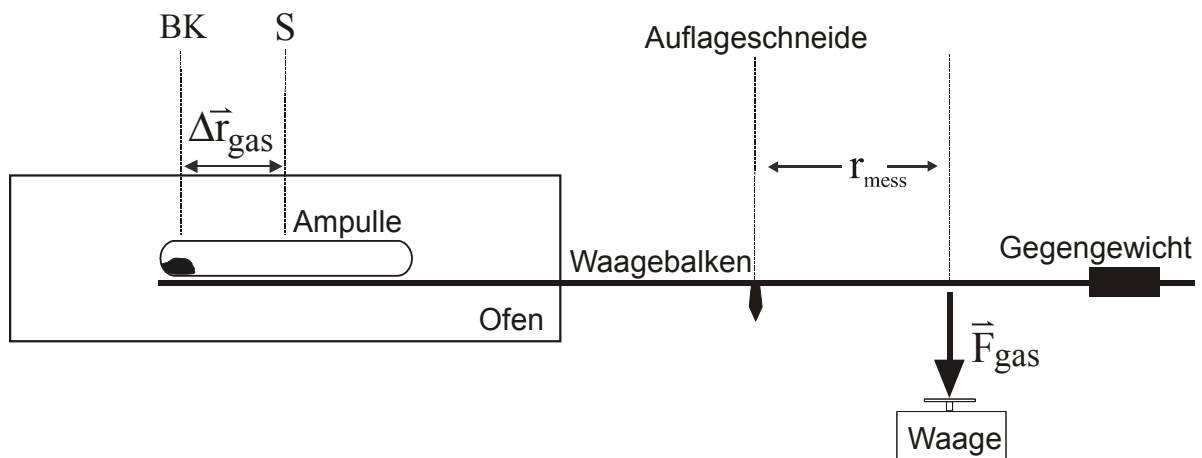 BK
S
Auflageschneide
Δr⃗gas
rmess
Ampulle
Gegengewicht
Waagebalken
Ofen
F⃗gas
Waage